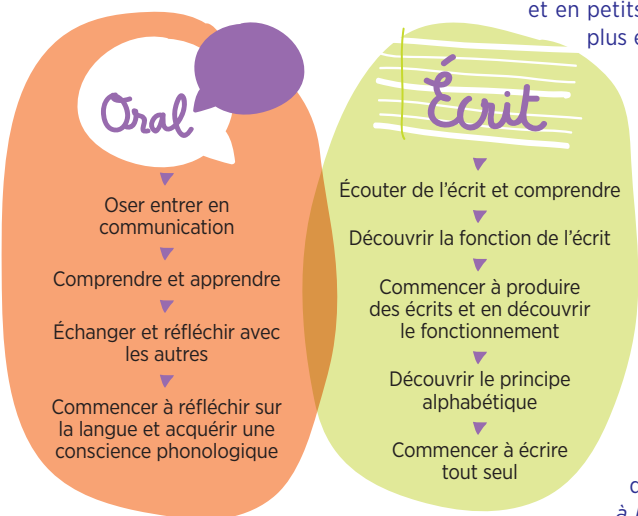 et en petits
plus e
Oral
Oser entrer en
communication
Comprendre et apprendre
Échanger et réfléchir avec
les autres
Commencer à réfléchir sur
la langue et acquérir une
conscience phonologique
Écrit
Écouter de l'écrit et comprendre
Découvrir la fonction de l'écrit
Commencer à produire
des écrits et en découvrir
le fonctionnement
Découvrir le principe
alphabétique
Commencer à écrire
tout seul
à